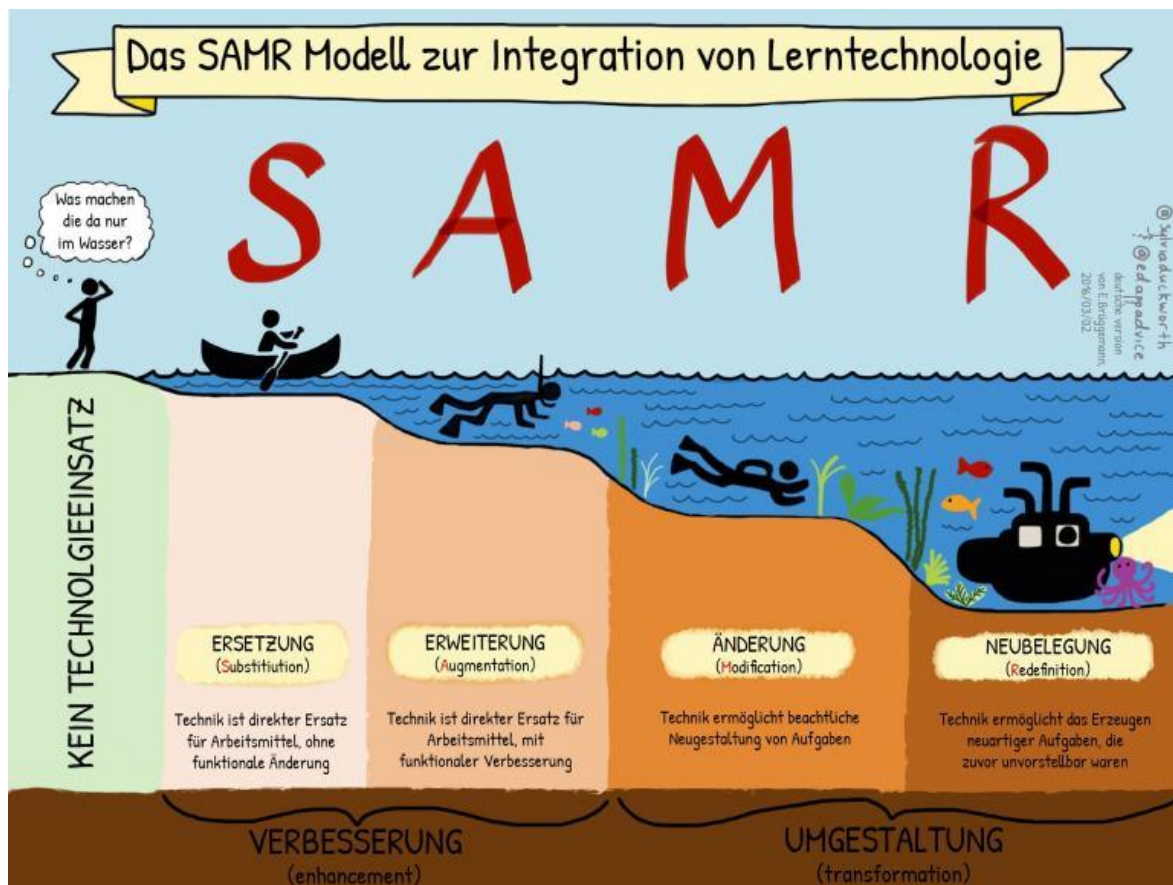 Das SAMR Modell zur Integration von Lerntechnologie
S A M R
Was machen
die da nur
im Wasser?
@sylviaduckworth
-> @edappadvice
deutsche version
von E.Brüggemann,
2016/03/02
KEIN TECHNOLGIEEINSATZ
ERSETZUNG
(Substitiution)
Technik ist direkter Ersatz
für Arbeitsmittel, ohne
funktionale Änderung
ERWEITERUNG
(Augmentation)
Technik ist direkter Ersatz für
Arbeitsmittel, mit
funktionaler Verbesserung
ÄNDERUNG
(Modification)
Technik ermöglicht beachtliche
Neugestaltung von Aufgaben
NEUBELEGUNG
(Redefinition)
Technik ermöglicht das Erzeugen
neuartiger Aufgaben, die
zuvor unvorstellbar waren
VERBESSERUNG
(enhancement)
UMGESTALTUNG
(transformation)